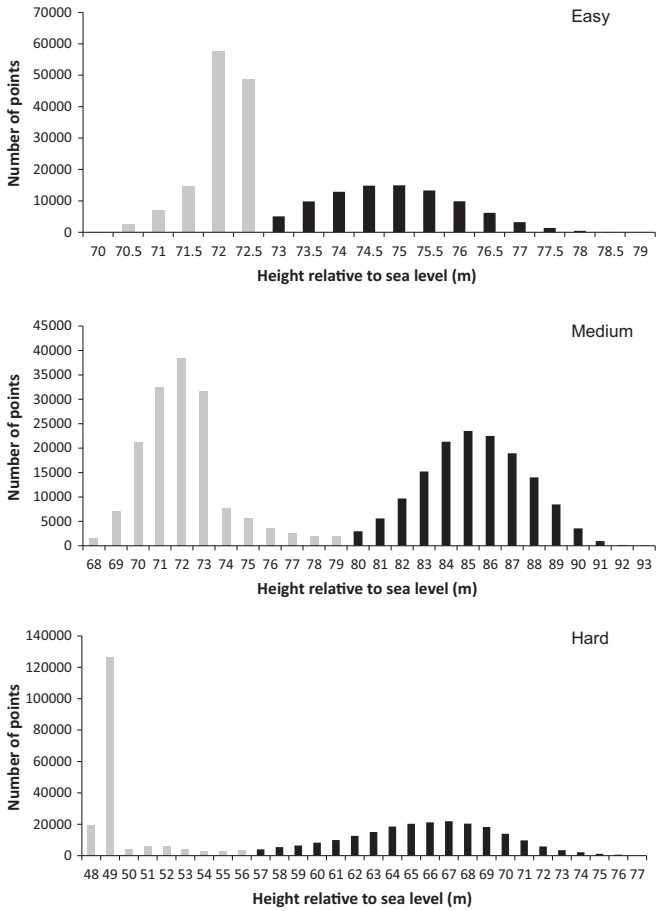 Easy
70000
60000
50000
40000
30000
20000
10000
0
Number of points
70 70.5 71 71.5 72 72.5 73 73.5 74 74.5 75 75.5 76 76.5 77 77.5 78 78.5 79
Height relative to sea level (m)
Medium
45000
40000
35000
30000
25000
20000
15000
10000
5000
0
Number of points
68 69 70 71 72 73 74 75 76 77 78 79 80 81 82 83 84 85 86 87 88 89 90 91 92 93
Height relative to sea level (m)
Hard
140000
120000
100000
80000
60000
40000
20000
0
Number of points
48 49 50 51 52 53 54 55 56 57 58 59 60 61 62 63 64 65 66 67 68 69 70 71 72 73 74 75 76 77
Height relative to sea level (m)